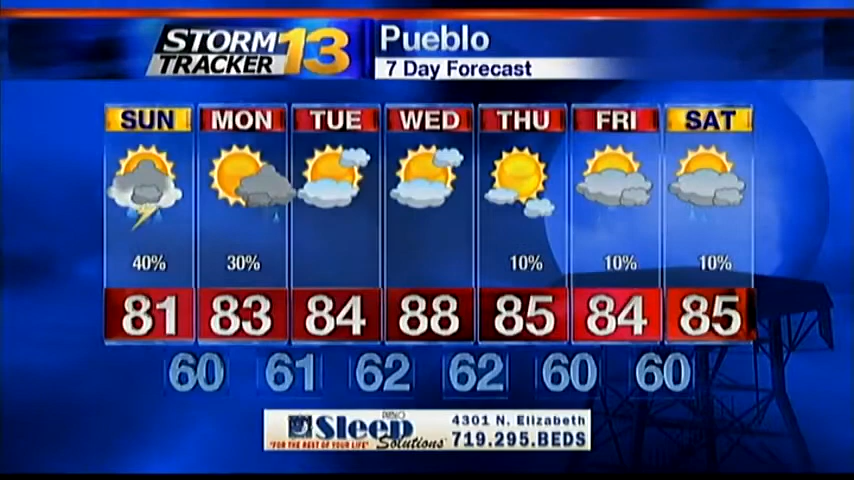 STORM
TRACKER 13
Pueblo
7 Day Forecast
SUN MON TUE WED THU FRI SAT
40% 30% 10% 10% 10%
81 83 84 88 85 84 85
60 61 62 62 60 60
PUEBLO
Sleep
Solutions
"FOR THE REST OF YOUR LIFE"
4301 N. Elizabeth
719.295.BEDS